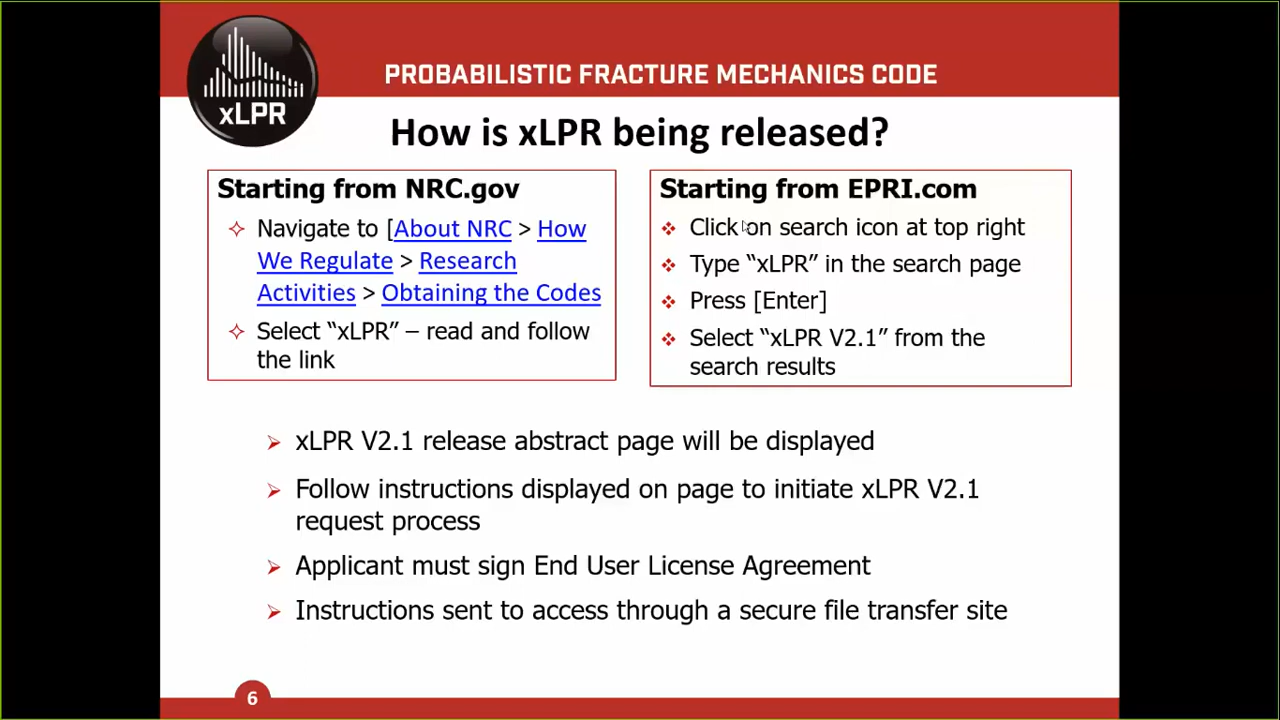 xLPR
PROBABILISTIC FRACTURE MECHANICS CODE
How is xLPR being released?
Starting from NRC.gov
Navigate to [About NRC > How
We Regulate > Research
Activities > Obtaining the Codes
Select “xLPR” – read and follow
the link
Starting from EPRI.com
Click on search icon at top right
Type “xLPR” in the search page
Press [Enter]
Select “xLPR V2.1” from the
search results
xLPR V2.1 release abstract page will be displayed
Follow instructions displayed on page to initiate xLPR V2.1
request process
Applicant must sign End User License Agreement
Instructions sent to access through a secure file transfer site
6